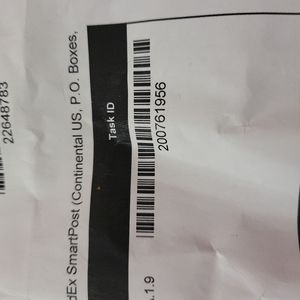 22648783
dEx SmartPost (Continental US, P.O. Boxes,
Task ID
200761956
.1.9